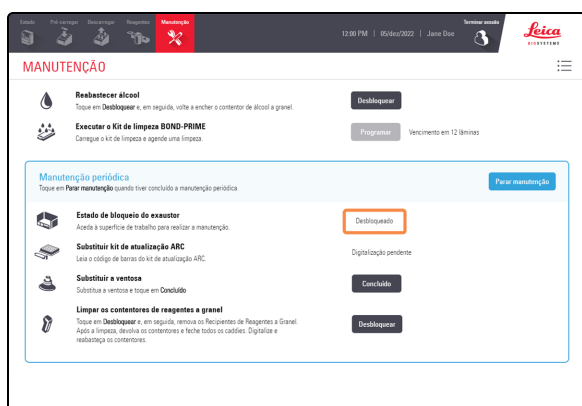 Estado Pré-carregar Descarregar Reagentes Manutenção
Terminar sessão
12:00 PM | 05/dez/2022 | Jane Doe
Leica
BIOSYSTEMS
MANUTENÇÃO
Reabastecer álcool
Toque em Desbloquear e, em seguida, volte a encher o contentor de álcool a granel.
Desbloquear
Executar o Kit de limpeza BOND-PRIME
Carregue o kit de limpeza e agende uma limpeza.
Programar
Vencimento em 12 lâminas
Manutenção periódica
Toque em Parar manutenção quando tiver concluído a manutenção periódica.
Parar manutenção
Estado de bloqueio do exaustor
Aceda à superfície de trabalho para realizar a manutenção.
Desbloqueado
Substituir kit de atualização ARC
Leia o código de barras do kit de atualização ARC.
Digitalização pendente
Substituir a ventosa
Substitua a ventosa e toque em Concluído
Concluído
Limpar os contentores de reagentes a granel
Toque em Desbloquear e, em seguida, remova os Recipientes de Reagentes a Granel.
Após a limpeza, devolva os contentores e feche todos os caddies. Digitalize e
reabasteça os contentores.
Desbloquear